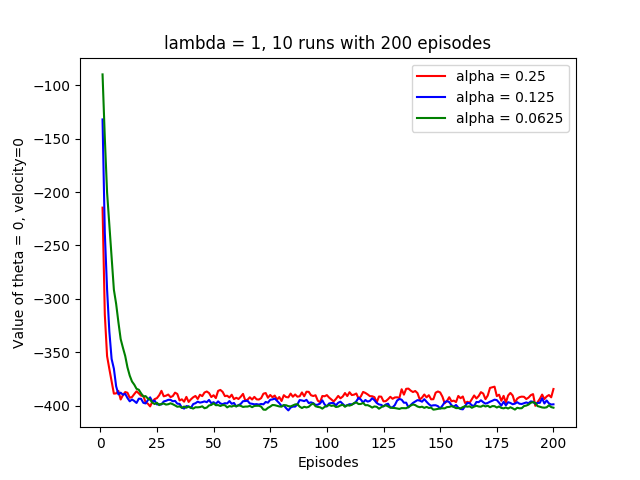 lambda = 1, 10 runs with 200 episodes
alpha = 0.25
alpha = 0.125
alpha = 0.0625
Value of theta = 0, velocity=0
−100
−150
−200
−250
−300
−350
−400
0 25 50 75 100 125 150 175 200
Episodes